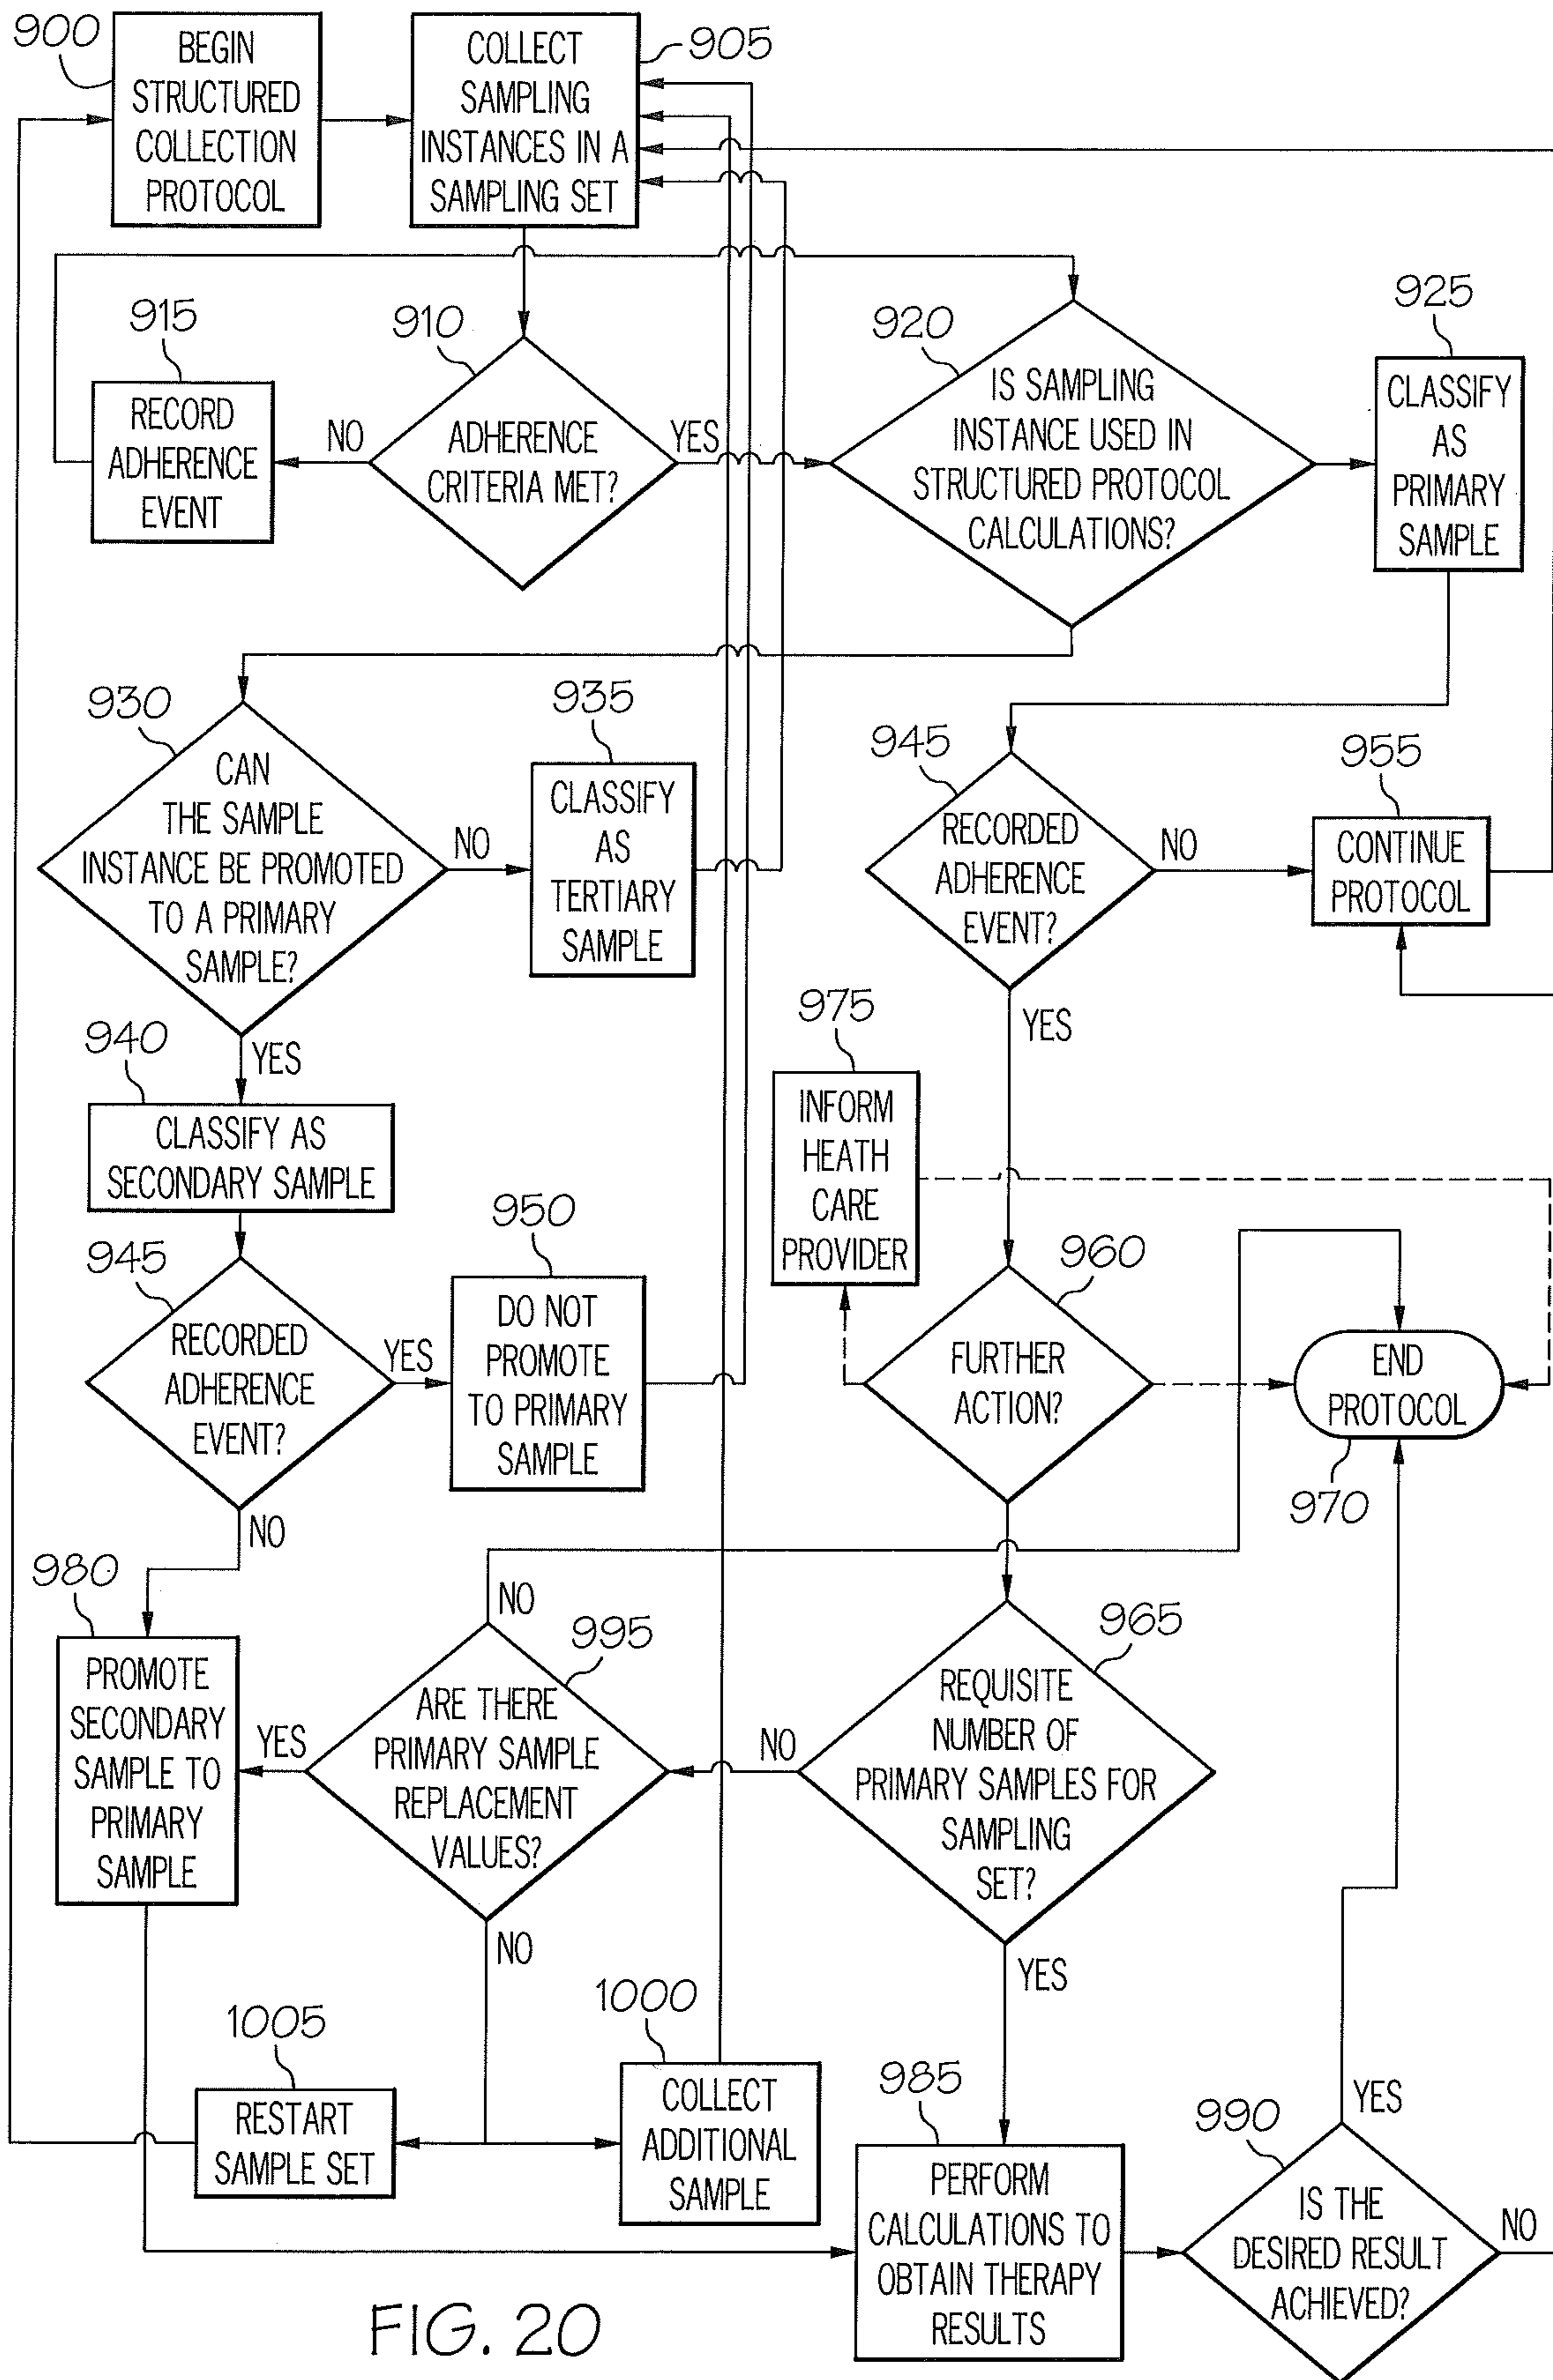 900
BEGIN
STRUCTURED
COLLECTION
PROTOCOL
COLLECT
SAMPLING
INSTANCES IN A
SAMPLING SET
905
915
RECORD
ADHERENCE
EVENT
NO
910
ADHERENCE
CRITERIA MET?
YES
920
IS SAMPLING
INSTANCE USED IN
STRUCTURED PROTOCOL
CALCULATIONS?
925
CLASSIFY
AS
PRIMARY
SAMPLE
930
CAN
THE SAMPLE
INSTANCE BE PROMOTED
TO A PRIMARY
SAMPLE?
NO
935
CLASSIFY
AS
TERTIARY
SAMPLE
945
RECORDED
ADHERENCE
EVENT?
NO
955
CONTINUE
PROTOCOL
YES
940
YES
CLASSIFY AS
SECONDARY SAMPLE
975
INFORM
HEATH
CARE
PROVIDER
945
RECORDED
ADHERENCE
EVENT?
YES
950
DO NOT
PROMOTE
TO PRIMARY
SAMPLE
960
FURTHER
ACTION?
END
PROTOCOL
970
NO
980
PROMOTE
SECONDARY
SAMPLE TO
PRIMARY
SAMPLE
YES
NO
995
ARE THERE
PRIMARY SAMPLE
REPLACEMENT
VALUES?
NO
NO
965
REQUISITE
NUMBER OF
PRIMARY SAMPLES FOR
SAMPLING
SET?
YES
1005
RESTART
SAMPLE SET
1000
COLLECT
ADDITIONAL
SAMPLE
985
PERFORM
CALCULATIONS TO
OBTAIN THERAPY
RESULTS
990
YES
IS THE
DESIRED RESULT
ACHIEVED?
NO
FIG. 20